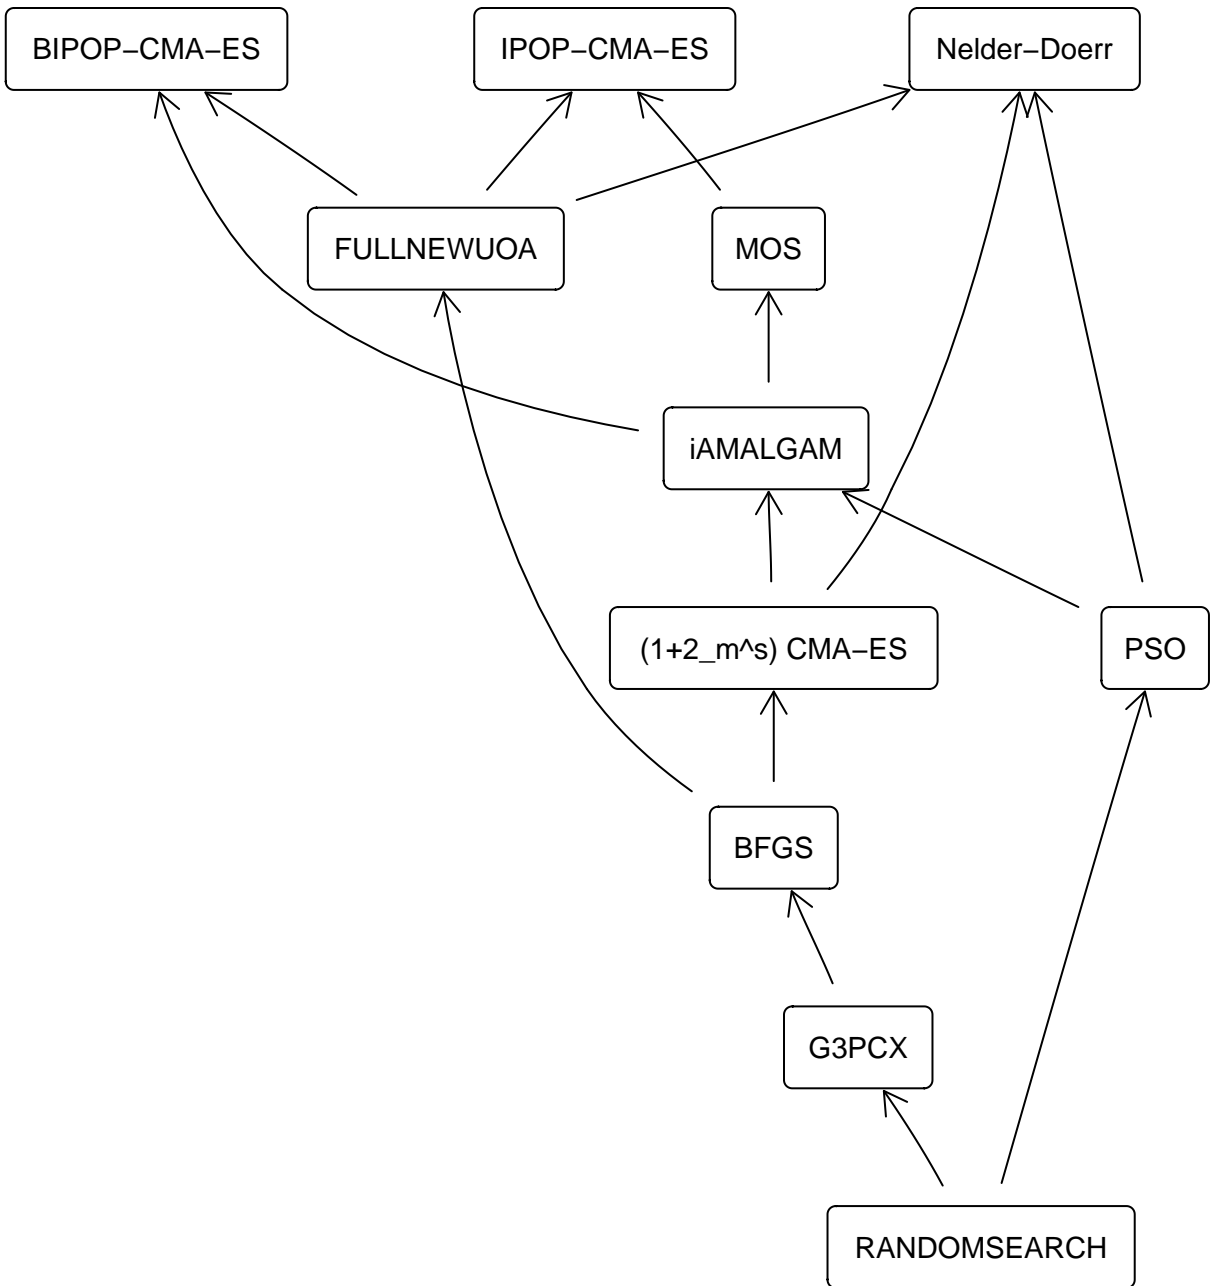 BIPOP−CMA−ES
IPOP−CMA−ES
Nelder−Doerr
FULLNEWUOA
MOS
iAMALGAM
(1+2_m^s) CMA−ES
PSO
BFGS
G3PCX
RANDOMSEARCH